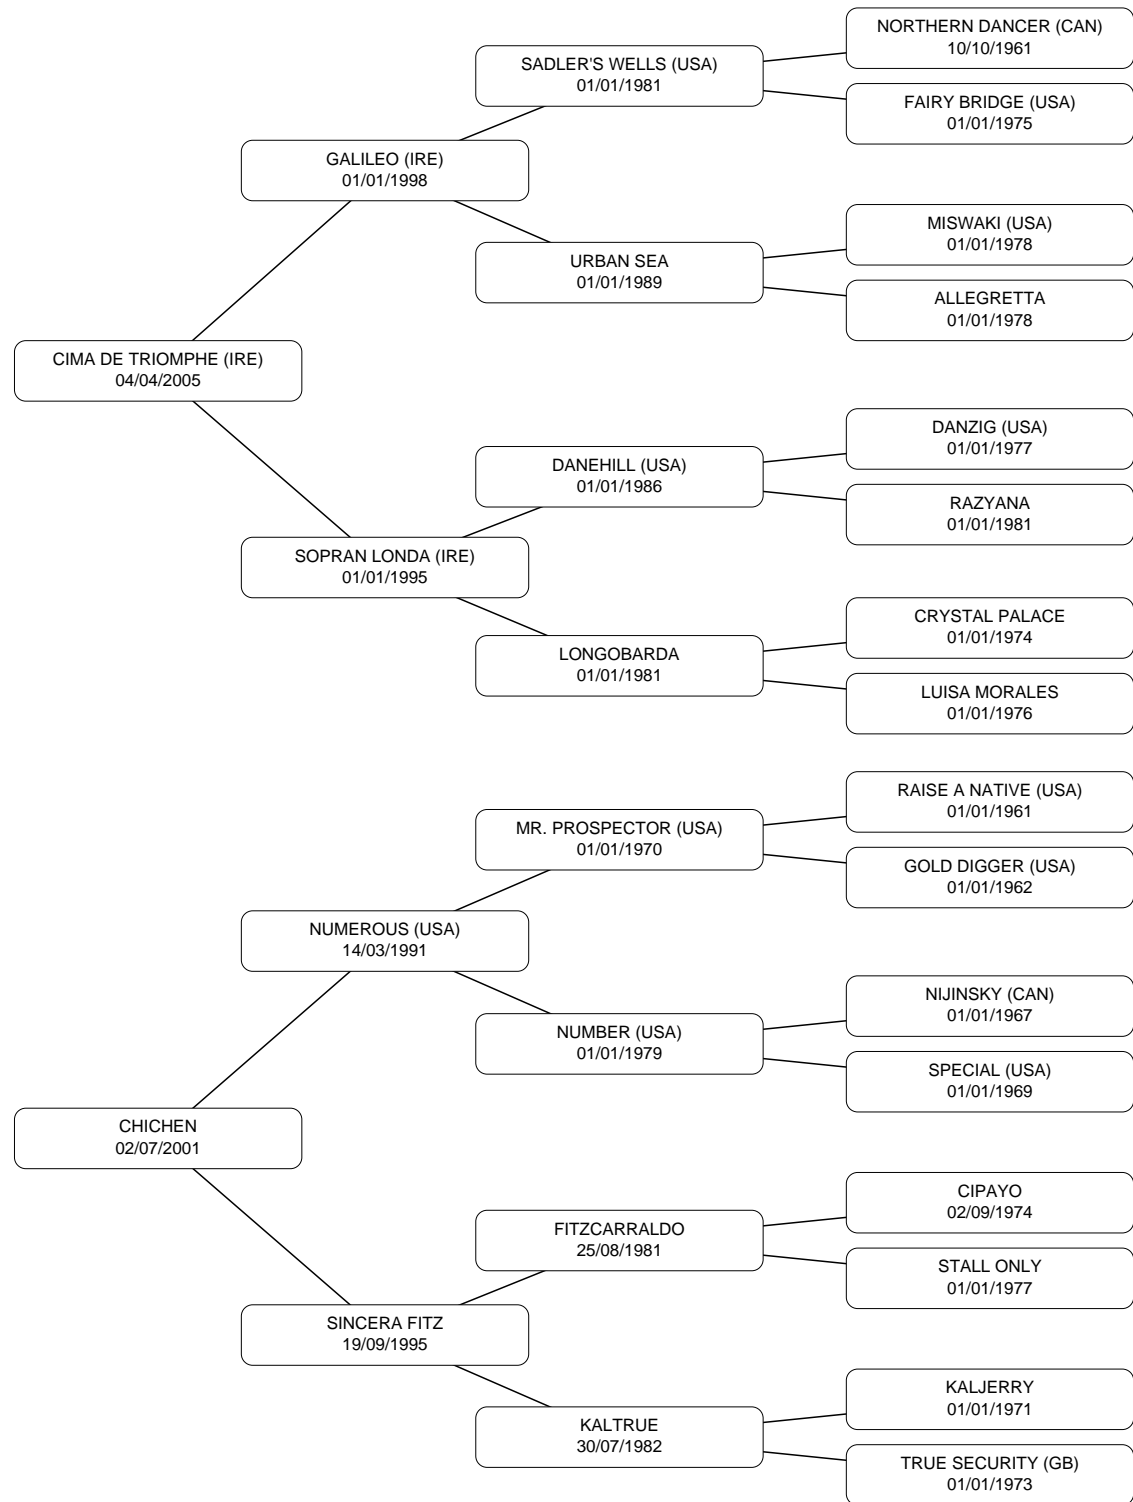 NORTHERN DANCER (CAN)
10/10/1961
SADLER'S WELLS (USA)
01/01/1981
FAIRY BRIDGE (USA)
01/01/1975
GALILEO (IRE)
01/01/1998
MISWAKI (USA)
01/01/1978
URBAN SEA
01/01/1989
ALLEGRETTA
01/01/1978
CIMA DE TRIOMPHE (IRE)
04/04/2005
DANZIG (USA)
01/01/1977
DANEHILL (USA)
01/01/1986
RAZYANA
01/01/1981
SOPRAN LONDA (IRE)
01/01/1995
CRYSTAL PALACE
01/01/1974
LONGOBARDA
01/01/1981
LUISA MORALES
01/01/1976
RAISE A NATIVE (USA)
01/01/1961
MR. PROSPECTOR (USA)
01/01/1970
GOLD DIGGER (USA)
01/01/1962
NUMEROUS (USA)
14/03/1991
NIJINSKY (CAN)
01/01/1967
NUMBER (USA)
01/01/1979
SPECIAL (USA)
01/01/1969
CHICHEN
02/07/2001
CIPAYO
02/09/1974
FITZCARRALDO
25/08/1981
STALL ONLY
01/01/1977
SINCERA FITZ
19/09/1995
KALJERRY
01/01/1971
KALTRUE
30/07/1982
TRUE SECURITY (GB)
01/01/1973